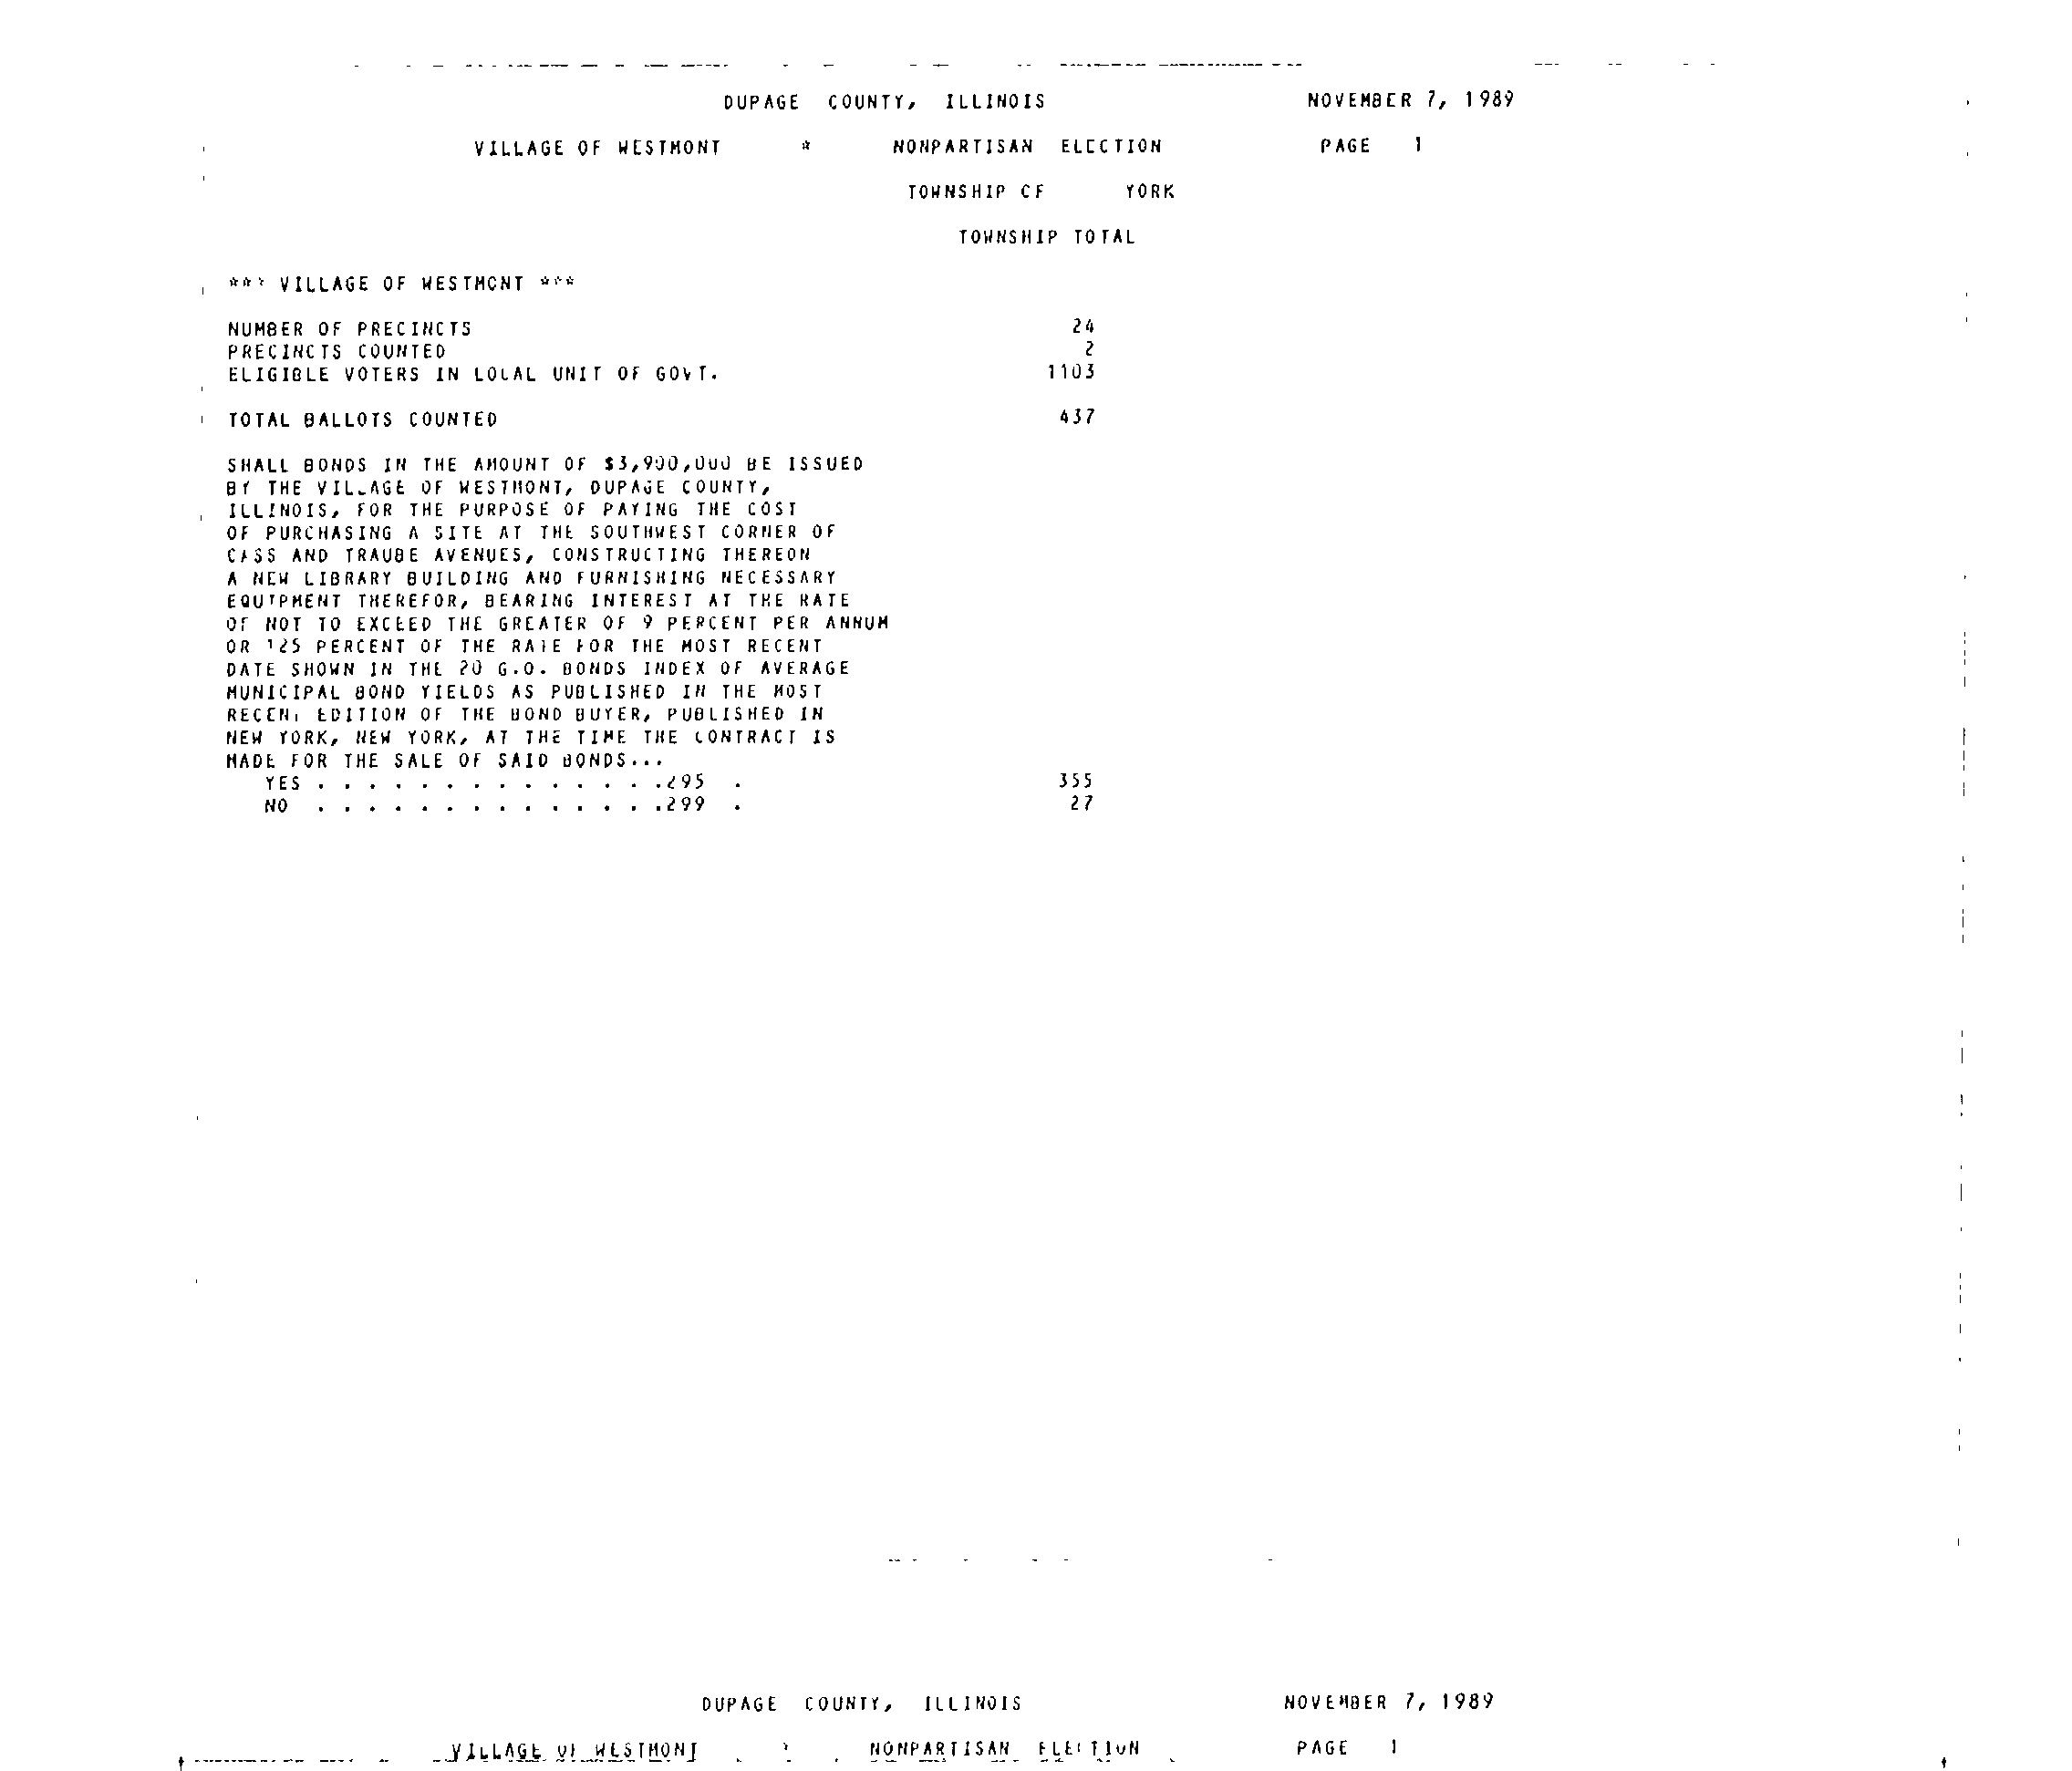 DUPAGE COUNTY, ILLINOIS NOVEMBER 7, 1989
VILLAGE OF WESTMONT * NONPARTISAN ELECTION PAGE 1
TOWNSHIP OF YORK
TOWNSHIP TOTAL
*** VILLAGE OF WESTMONT ***
NUMBER OF PRECINCTS 24
PRECINCTS COUNTED 2
ELIGIBLE VOTERS IN LOCAL UNIT OF GOVT. 1103
TOTAL BALLOTS COUNTED 437
SHALL BONDS IN THE AMOUNT OF $3,900,000 BE ISSUED
BY THE VILLAGE OF WESTMONT, DUPAGE COUNTY,
ILLINOIS, FOR THE PURPOSE OF PAYING THE COST
OF PURCHASING A SITE AT THE SOUTHWEST CORNER OF
CASS AND TRAUBE AVENUES, CONSTRUCTING THEREON
A NEW LIBRARY BUILDING AND FURNISHING NECESSARY
EQUIPMENT THEREFOR, BEARING INTEREST AT THE RATE
OF NOT TO EXCEED THE GREATER OF 9 PERCENT PER ANNUM
OR 125 PERCENT OF THE RATE FOR THE MOST RECENT
DATE SHOWN IN THE 20 G.O. BONDS INDEX OF AVERAGE
MUNICIPAL BOND YIELDS AS PUBLISHED IN THE MOST
RECENT EDITION OF THE BOND BUYER, PUBLISHED IN
NEW YORK, NEW YORK, AT THE TIME THE CONTRACT IS
MADE FOR THE SALE OF SAID BONDS...
YES . . . . . . . . . . . . . .295 . 355
NO . . . . . . . . . . . . . .299 . 27
DUPAGE COUNTY, ILLINOIS NOVEMBER 7, 1989
VILLAGE OF WESTMONT * NONPARTISAN ELECTION PAGE 1